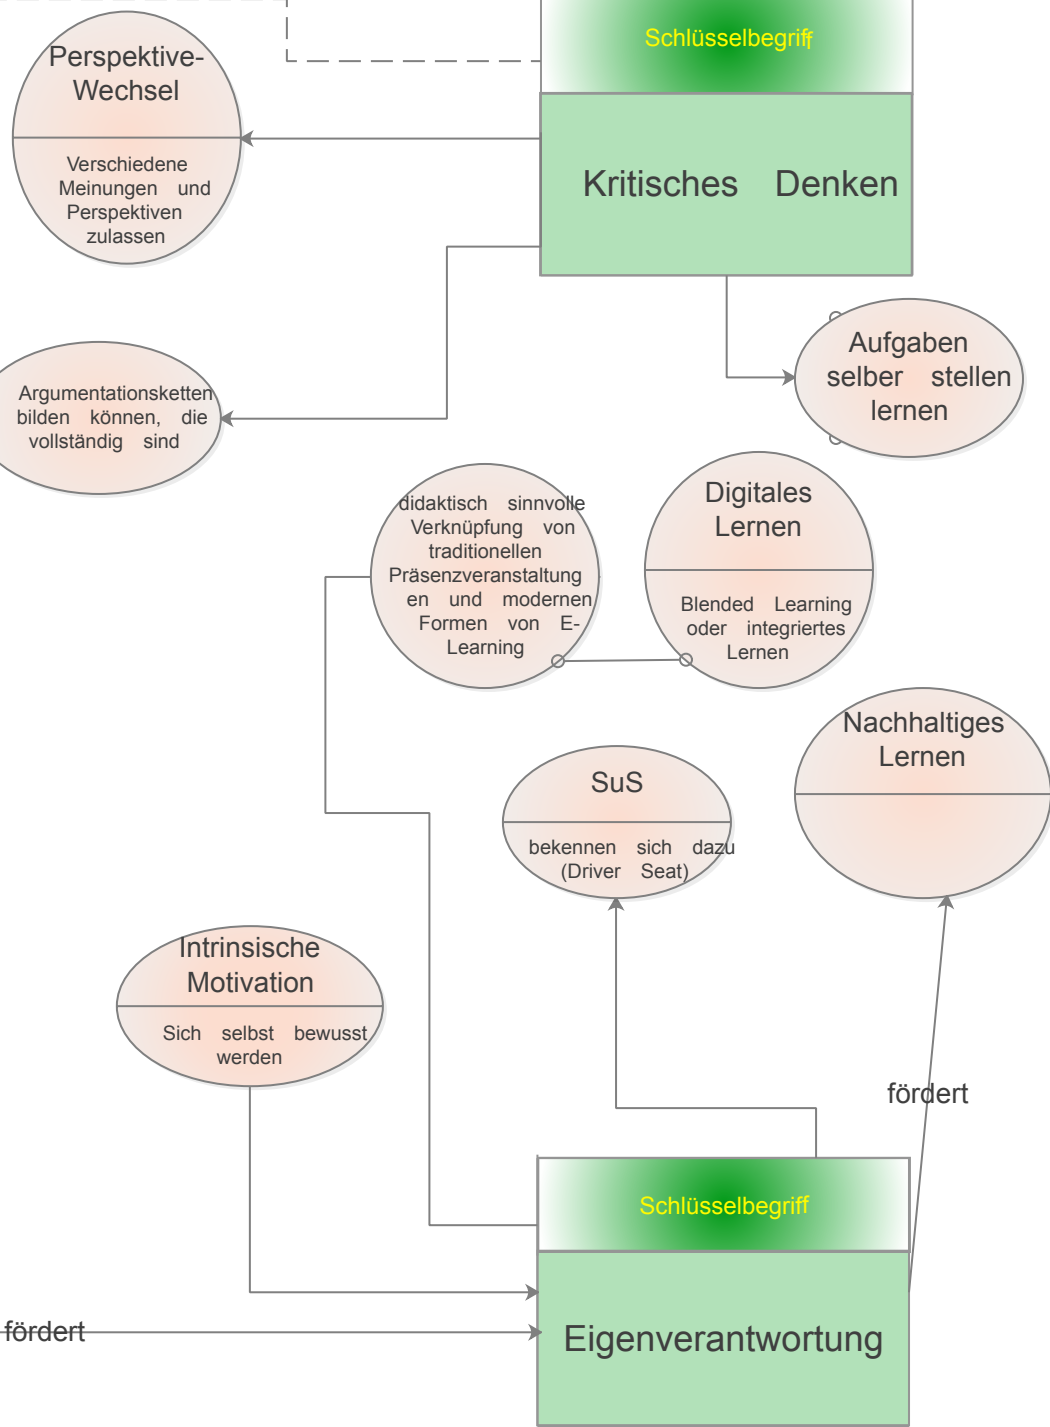 Schlüsselbegriff
Perspektive-
Wechsel
Verschiedene
Meinungen und
Perspektiven
zulassen
Kritisches Denken
Aufgaben
selber stellen
lernen
Argumentationsketten
bilden können, die
vollständig sind
didaktisch sinnvolle
Verknüpfung von
traditionellen
Präsenzveranstaltung
en und modernen
Formen von E-
Learning
Digitales
Lernen
Blended Learning
oder integriertes
Lernen
Nachhaltiges
Lernen
SuS
bekennen sich dazu
(Driver Seat)
Intrinsische
Motivation
Sich selbst bewusst
werden
fördert
Schlüsselbegriff
Eigenverantwortung
fördert